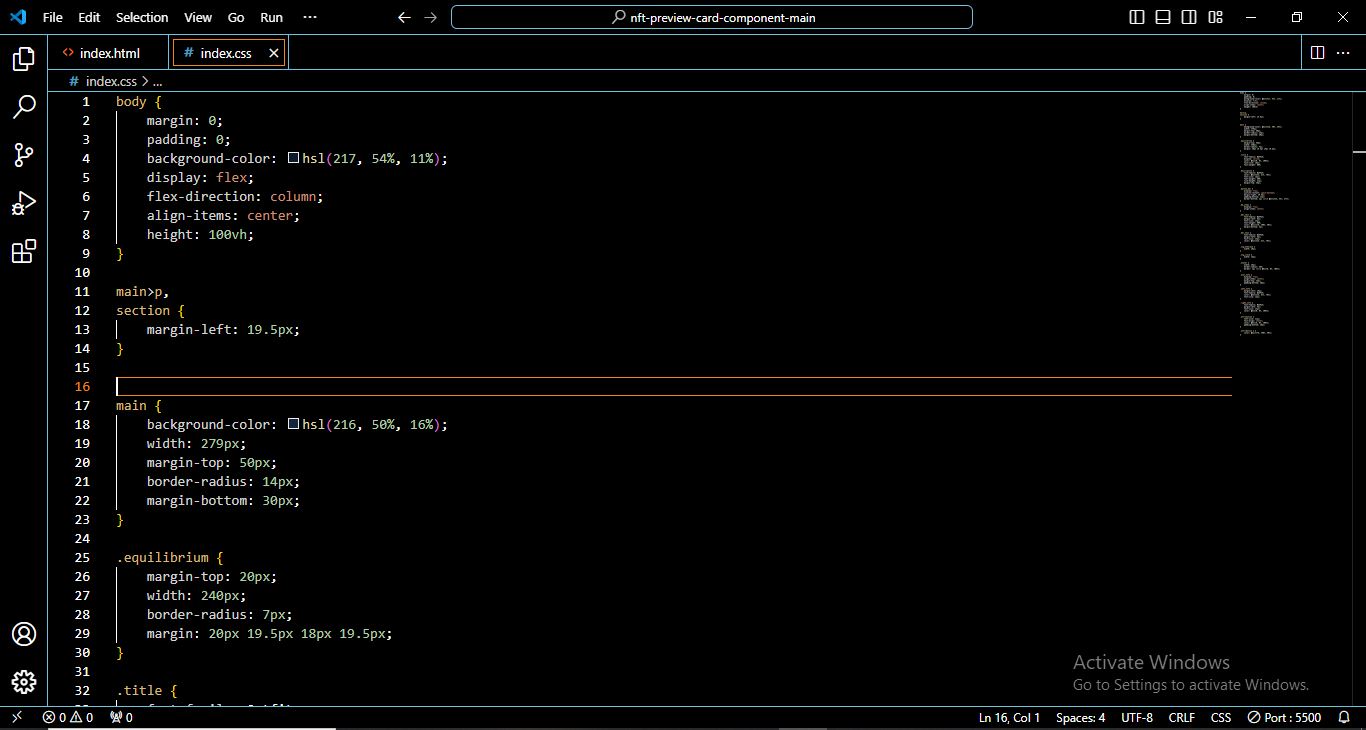 File Edit Selection View Go Run ···
nft-preview-card-component-main
index.html
# index.css
# index.css > ...
1 body {
2 margin: 0;
3 padding: 0;
4 background-color: hsl(217, 54%, 11%);
5 display: flex;
6 flex-direction: column;
7 align-items: center;
8 height: 100vh;
9 }
10
11 main>p,
12 section {
13 margin-left: 19.5px;
14 }
15
16
17 main {
18 background-color: hsl(216, 50%, 16%);
19 width: 279px;
20 margin-top: 50px;
21 border-radius: 14px;
22 margin-bottom: 30px;
23 }
24
25 .equilibrium {
26 margin-top: 20px;
27 width: 240px;
28 border-radius: 7px;
29 margin: 20px 19.5px 18px 19.5px;
30 }
31
32 .title {
Activate Windows
Go to Settings to activate Windows.
0 0 0
Ln 16, Col 1 Spaces: 4 UTF-8 CRLF CSS Port : 5500